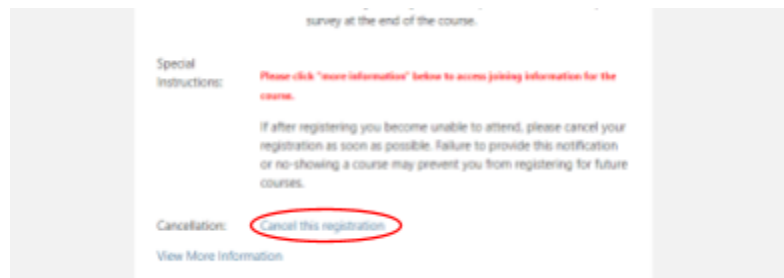 survey at the end of the course.
Special
Instructions:
Please click "more information" below to access joining information for the
course.
If after registering you become unable to attend, please cancel your
registration as soon as possible. Failure to provide this notification
or no-showing a course may prevent you from registering for future
courses.
Cancellation: Cancel this registration
View More Information